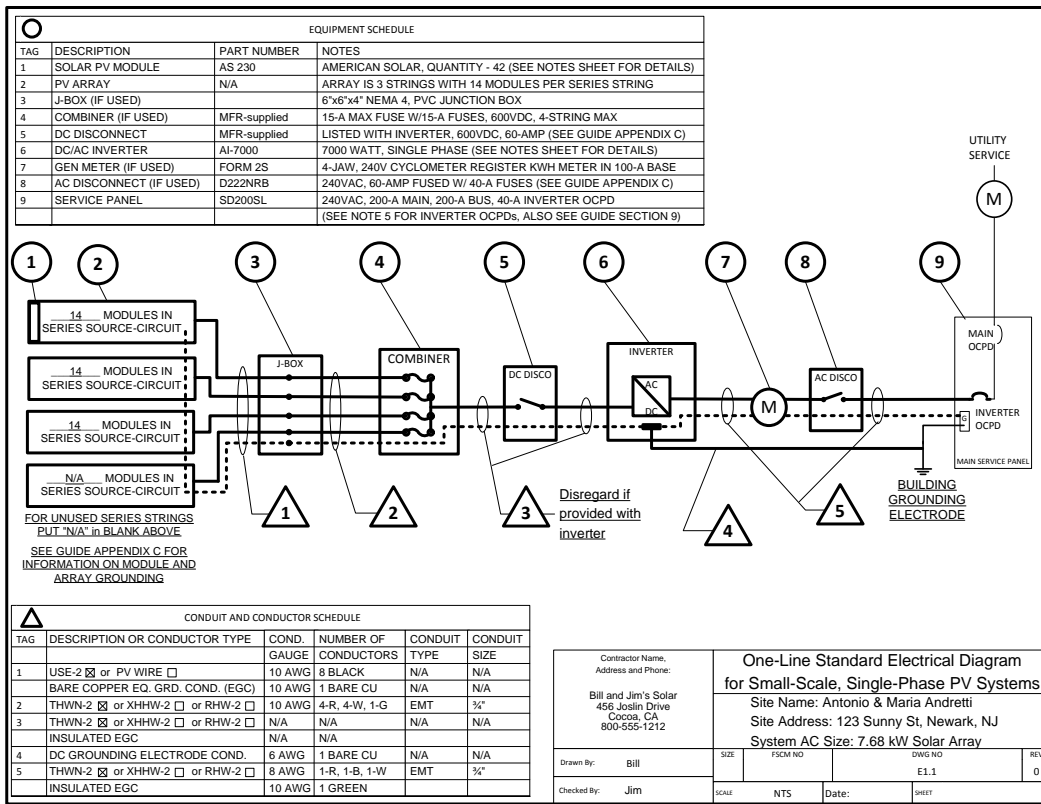 EQUIPMENT SCHEDULE
TAG DESCRIPTION PART NUMBER NOTES
1 SOLAR PV MODULE AS 230 AMERICAN SOLAR, QUANTITY - 42 (SEE NOTES SHEET FOR DETAILS)
2 PV ARRAY N/A ARRAY IS 3 STRINGS WITH 14 MODULES PER SERIES STRING
3 J-BOX (IF USED) 6"x6"x4" NEMA 4, PVC JUNCTION BOX
4 COMBINER (IF USED) MFR-supplied 15-A MAX FUSE W/15-A FUSES, 600VDC, 4-STRING MAX
5 DC DISCONNECT MFR-supplied LISTED WITH INVERTER, 600VDC, 60-AMP (SEE GUIDE APPENDIX C)
6 DC/AC INVERTER AI-7000 7000 WATT, SINGLE PHASE (SEE NOTES SHEET FOR DETAILS)
7 GEN METER (IF USED) FORM 2S 4-JAW, 240V CYCLOMETER REGISTER KWH METER IN 100-A BASE
8 AC DISCONNECT (IF USED) D222NRB 240VAC, 60-AMP FUSED W/ 40-A FUSES (SEE GUIDE APPENDIX C)
9 SERVICE PANEL SD200SL 240VAC, 200-A MAIN, 200-A BUS, 40-A INVERTER OCPD
(SEE NOTE 5 FOR INVERTER OCPDs, ALSO SEE GUIDE SECTION 9)
UTILITY
SERVICE
M
1 2 3 4 5 6 7 8 9
14 MODULES IN
SERIES SOURCE-CIRCUIT
14 MODULES IN
SERIES SOURCE-CIRCUIT
14 MODULES IN
SERIES SOURCE-CIRCUIT
N/A MODULES IN
SERIES SOURCE-CIRCUIT
FOR UNUSED SERIES STRINGS
PUT "N/A" in BLANK ABOVE
SEE GUIDE APPENDIX C FOR
INFORMATION ON MODULE AND
ARRAY GROUNDING
J-BOX
COMBINER
DC DISCO
INVERTER
AC
DC
M
AC DISCO
MAIN
OCPD
INVERTER
OCPD
G
MAIN SERVICE PANEL
BUILDING
GROUNDING
ELECTRODE
1
2
3
Disregard if
provided with
inverter
4
5
CONDUIT AND CONDUCTOR SCHEDULE
TAG DESCRIPTION OR CONDUCTOR TYPE COND. NUMBER OF CONDUIT CONDUIT
GAUGE CONDUCTORS TYPE SIZE
1 USE-2 ☒ or PV WIRE ☐ 10 AWG 8 BLACK N/A N/A
BARE COPPER EQ. GRD. COND. (EGC) 10 AWG 1 BARE CU N/A N/A
2 THWN-2 ☒ or XHHW-2 ☐ or RHW-2 ☐ 10 AWG 4-R, 4-W, 1-G EMT ¾"
3 THWN-2 ☒ or XHHW-2 ☐ or RHW-2 ☐ N/A N/A N/A N/A
INSULATED EGC N/A N/A
4 DC GROUNDING ELECTRODE COND. 6 AWG 1 BARE CU N/A N/A
5 THWN-2 ☒ or XHHW-2 ☐ or RHW-2 ☐ 8 AWG 1-R, 1-B, 1-W EMT ¾"
INSULATED EGC 10 AWG 1 GREEN
Contractor Name,
Address and Phone:
Bill and Jim's Solar
456 Joslin Drive
Cocoa, CA
800-555-1212
One-Line Standard Electrical Diagram
for Small-Scale, Single-Phase PV Systems
Site Name: Antonio & Maria Andretti
Site Address: 123 Sunny St, Newark, NJ
System AC Size: 7.68 kW Solar Array
Drawn By: Bill
SIZE FSCM NO DWG NO REV
E1.1 0
Checked By: Jim
SCALE NTS Date: SHEET